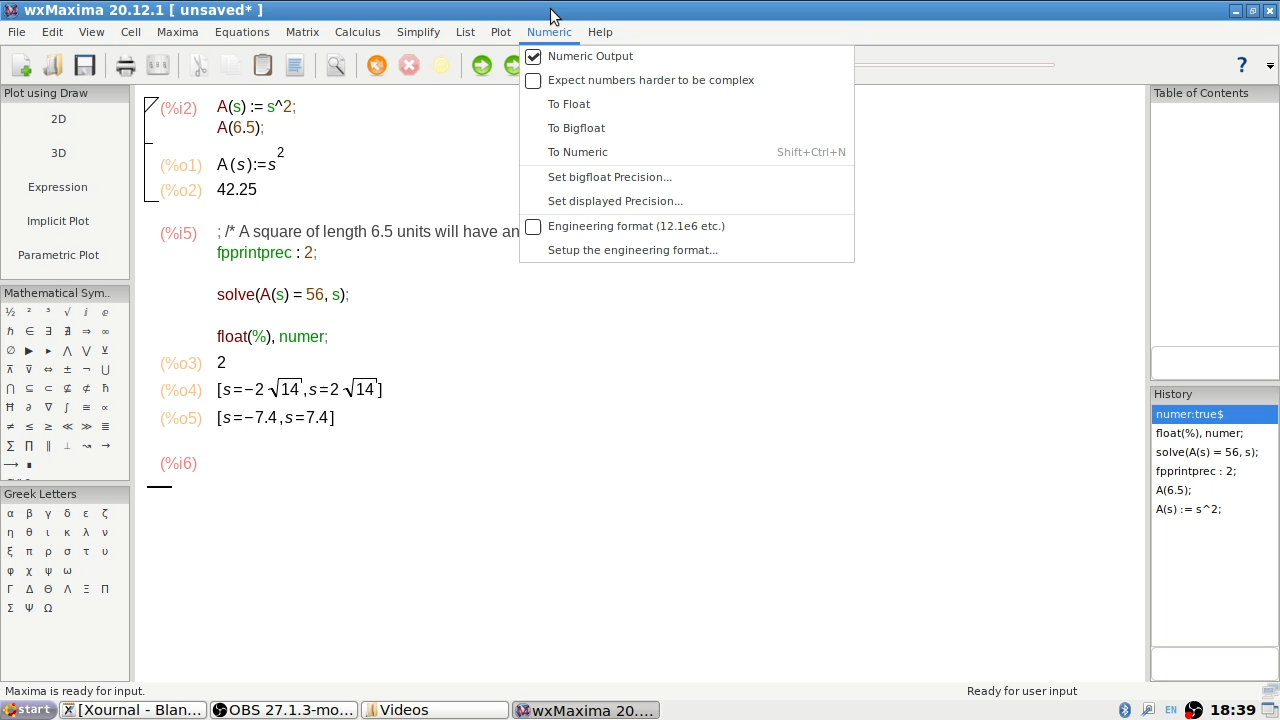 wxMaxima 20.12.1 [ unsaved* ]
File Edit View Cell Maxima Equations Matrix Calculus Simplify List Plot Numeric Help
Numeric Output
Expect numbers harder to be complex
To Float
To Bigfloat
To Numeric Shift+Ctrl+N
Set bigfloat Precision...
Set displayed Precision...
Engineering format (12.1e6 etc.)
Setup the engineering format...
Plot using Draw
2D
3D
Expression
Implicit Plot
Parametric Plot
Mathematical Sym..
½ ² ³ √ ⅈ ⅇ
ℏ ∈ ∃ ∄ ⇒ ∞
∅ ▶ ▸ ⋀ ⋁ ⊻
⊼ ⊽ ⇔ ± ¬ ⋃
⋂ ⊆ ⊂ ⊈ ⊄ ħ
Ħ ∂ ∇ ∫ ≅ ∝
≠ ≤ ≥ ≪ ≫ ≣
∑ ∏ ∥ ⟂ ↝ →
⟶ ∎
Greek Letters
α β γ δ ε ζ
η θ ι κ λ ν
ξ π ρ σ τ υ
φ χ ψ ω
Γ Δ Θ Λ Ξ Π
Σ Ψ Ω
(%i2) A(s) := s^2;
A(6.5);
(%o1) A(s):=s²
(%o2) 42.25
(%i5) ; /* A square of length 6.5 units will have an
fpprintprec : 2;
solve(A(s) = 56, s);
float(%), numer;
(%o3) 2
(%o4) [s=-2√14,s=2√14]
(%o5) [s=-7.4,s=7.4]
(%i6)
Table of Contents
History
numer:true$
float(%), numer;
solve(A(s) = 56, s);
fpprintprec : 2;
A(6.5);
A(s) := s^2;
Maxima is ready for input. Ready for user input
start [Xournal - Blan... OBS 27.1.3-mo... Videos wxMaxima 20.... EN 18:39